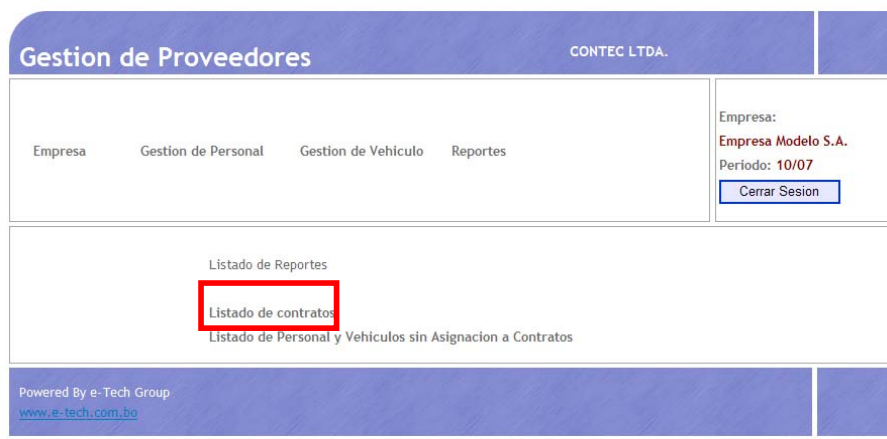 Gestion de Proveedores
CONTEC LTDA.
Empresa Gestion de Personal Gestion de Vehiculo Reportes
Empresa:
Empresa Modelo S.A.
Periodo: 10/07
Cerrar Sesion
Listado de Reportes
Listado de contratos
Listado de Personal y Vehiculos sin Asignacion a Contratos
Powered By e-Tech Group
www.e-tech.com.bo